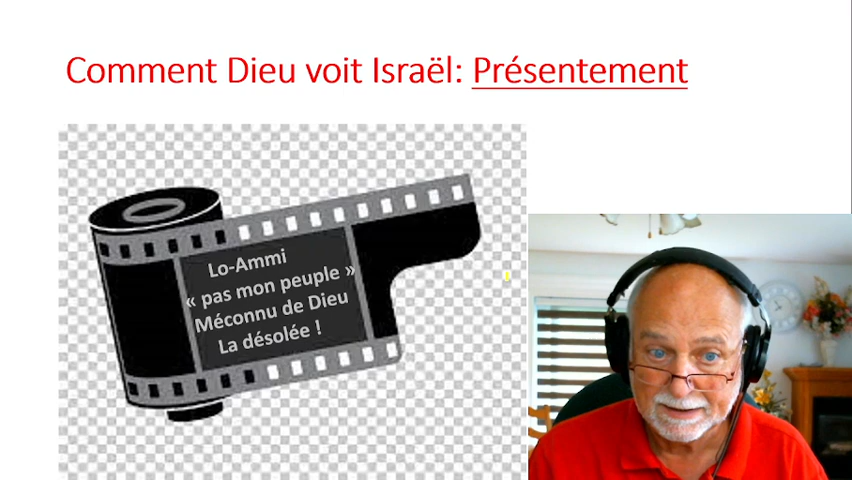 Comment Dieu voit Israël: Présentement
Lo-Ammi
« pas mon peuple »
Méconnu de Dieu
La désolée !